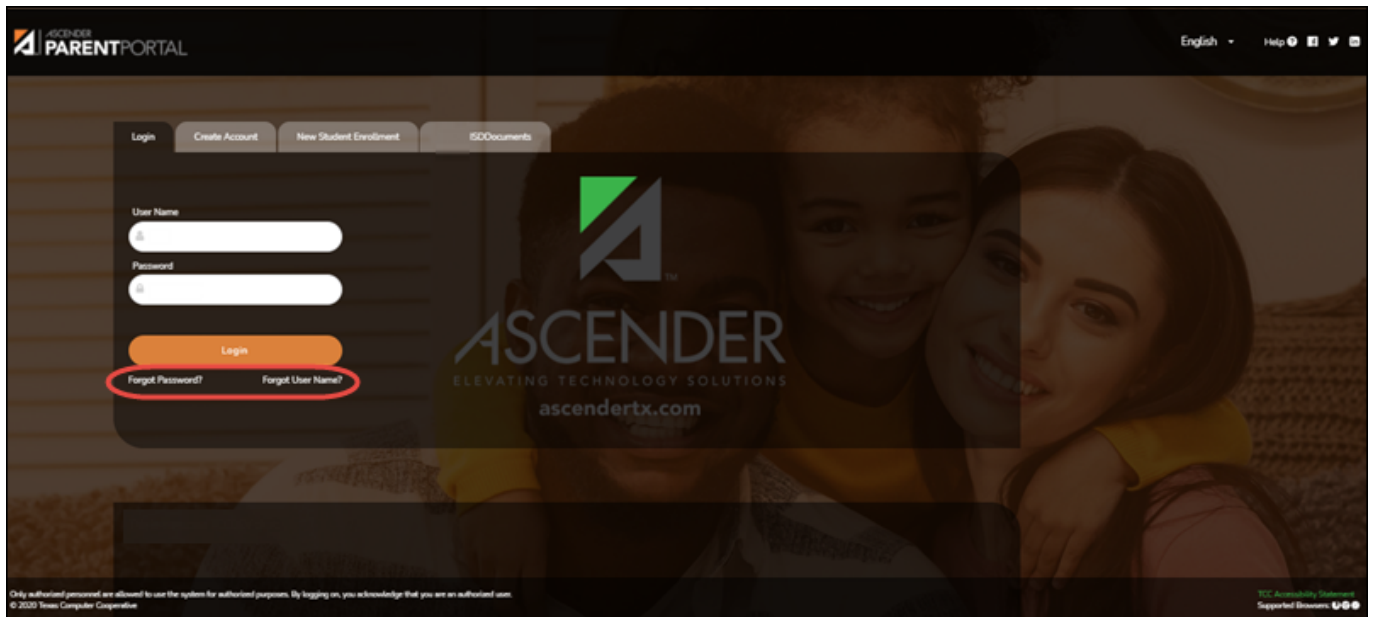 ASCENDER
PARENTPORTAL
English
Help
Login Create Account New Student Enrollment ISDDocuments
User Name
Password
Login
Forgot Password? Forgot User Name?
TM
ASCENDER
ELEVATING TECHNOLOGY SOLUTIONS
ascendertx.com
Only authorized personnel are allowed to use the system for authorized purposes. By logging on, you acknowledge that you are an authorized user.
© 2020 Texas Computer Cooperative
TCC Accessibility Statement
Supported Browsers: